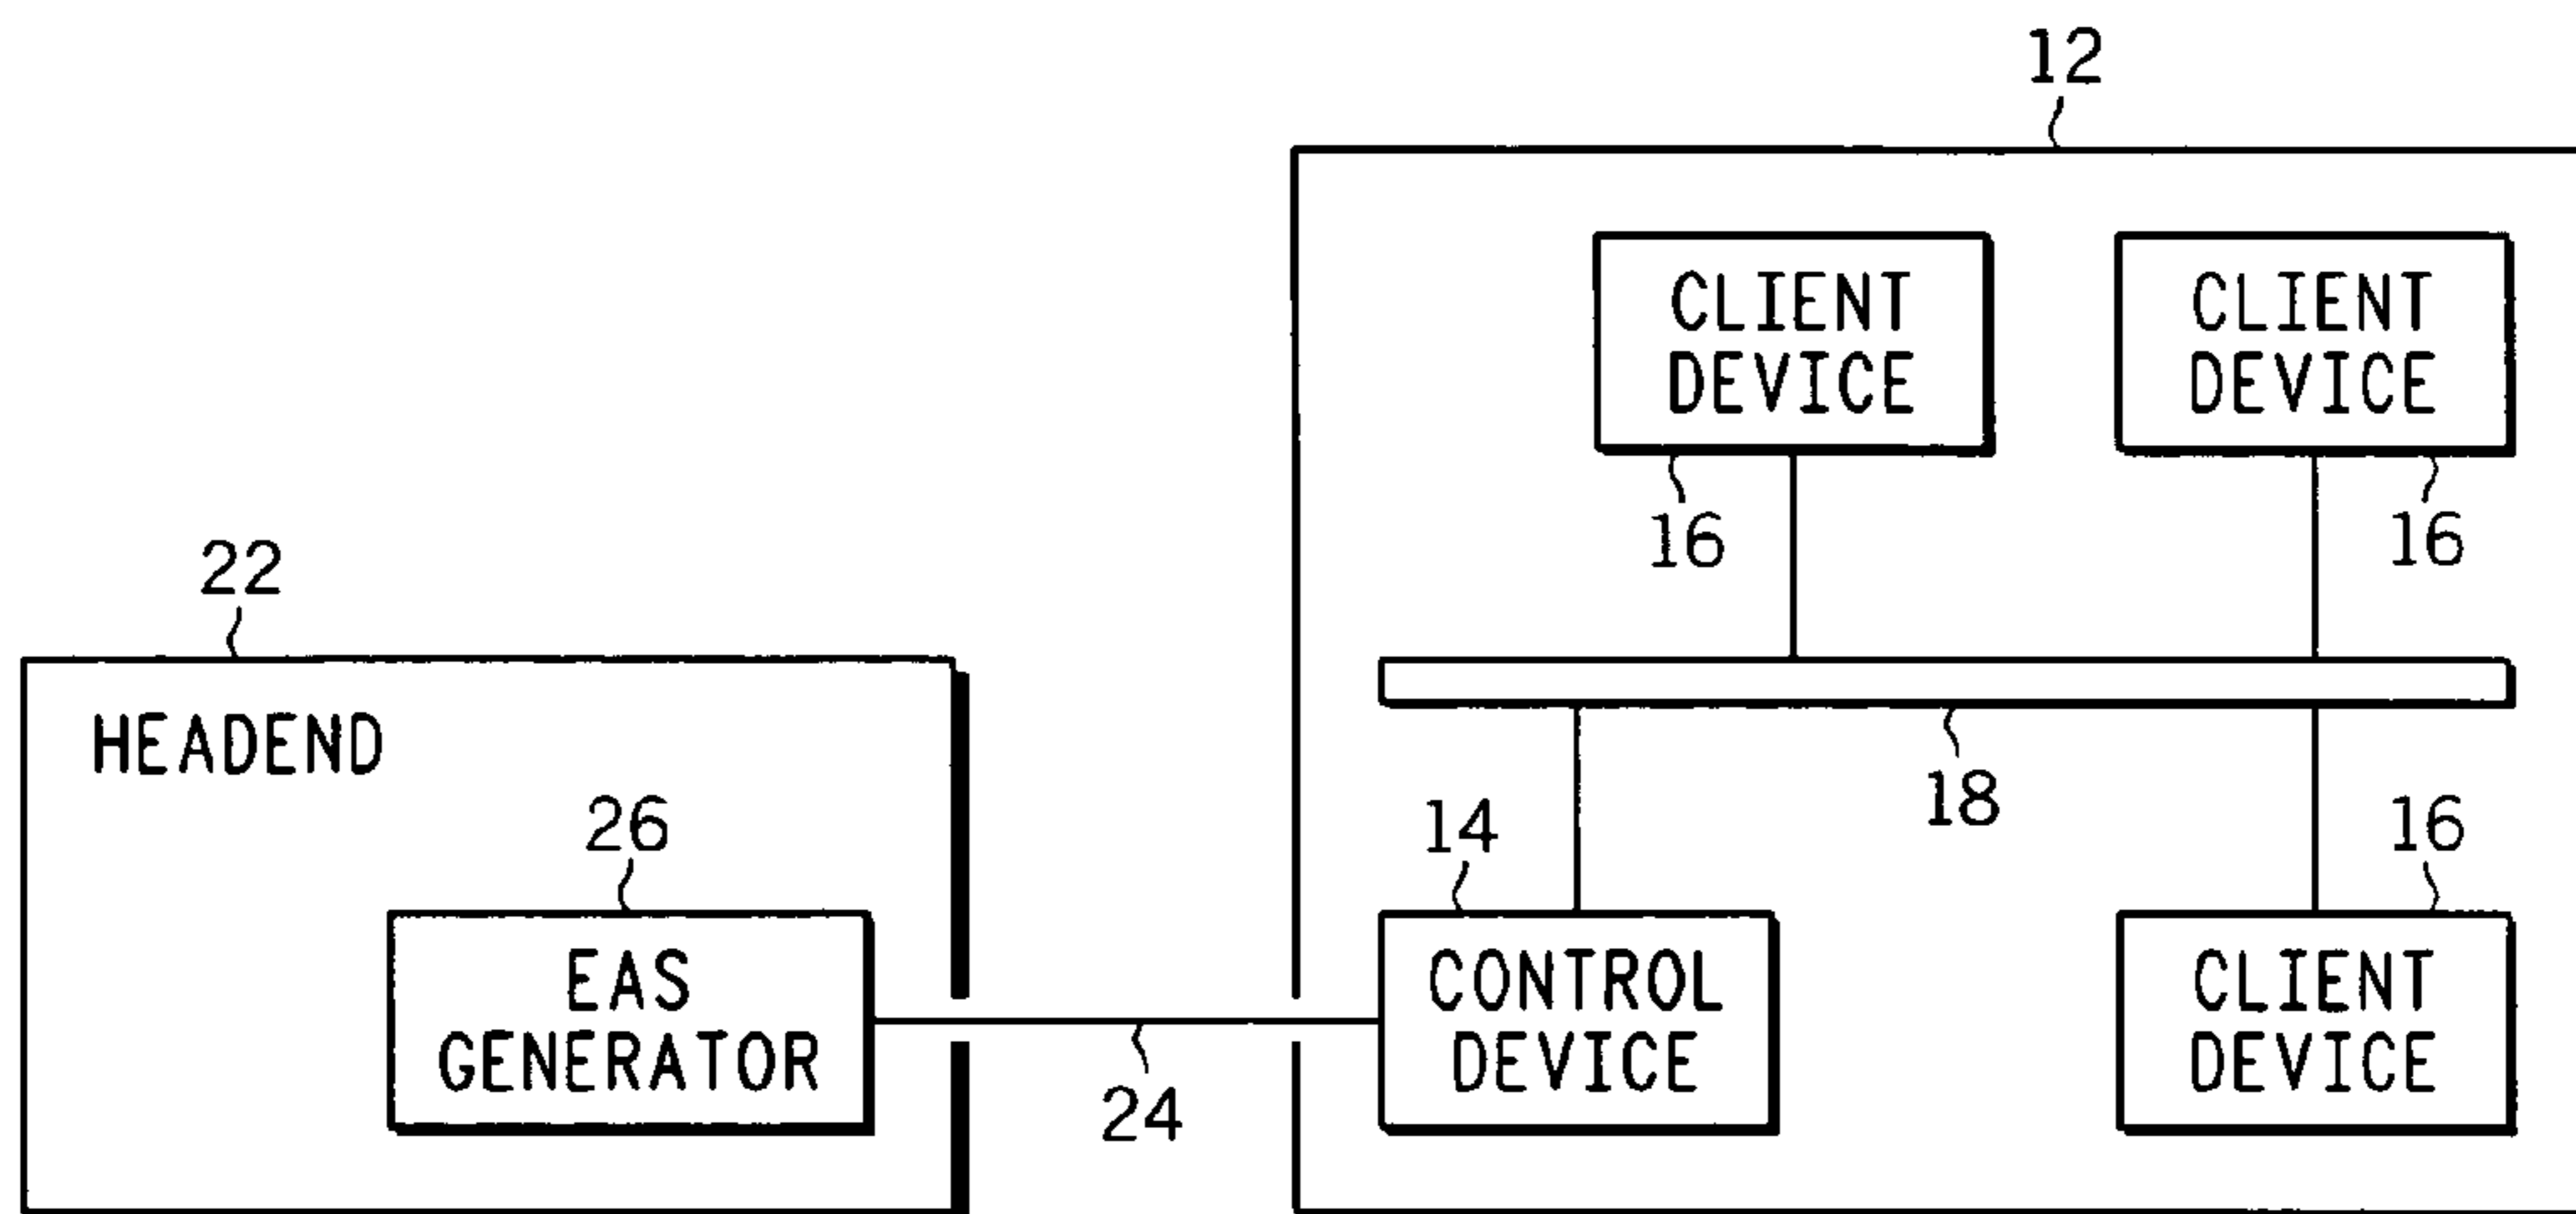 12
CLIENT
DEVICE
CLIENT
DEVICE
16
16
22
HEADEND
18
26
14
16
EAS
GENERATOR
CONTROL
DEVICE
CLIENT
DEVICE
24